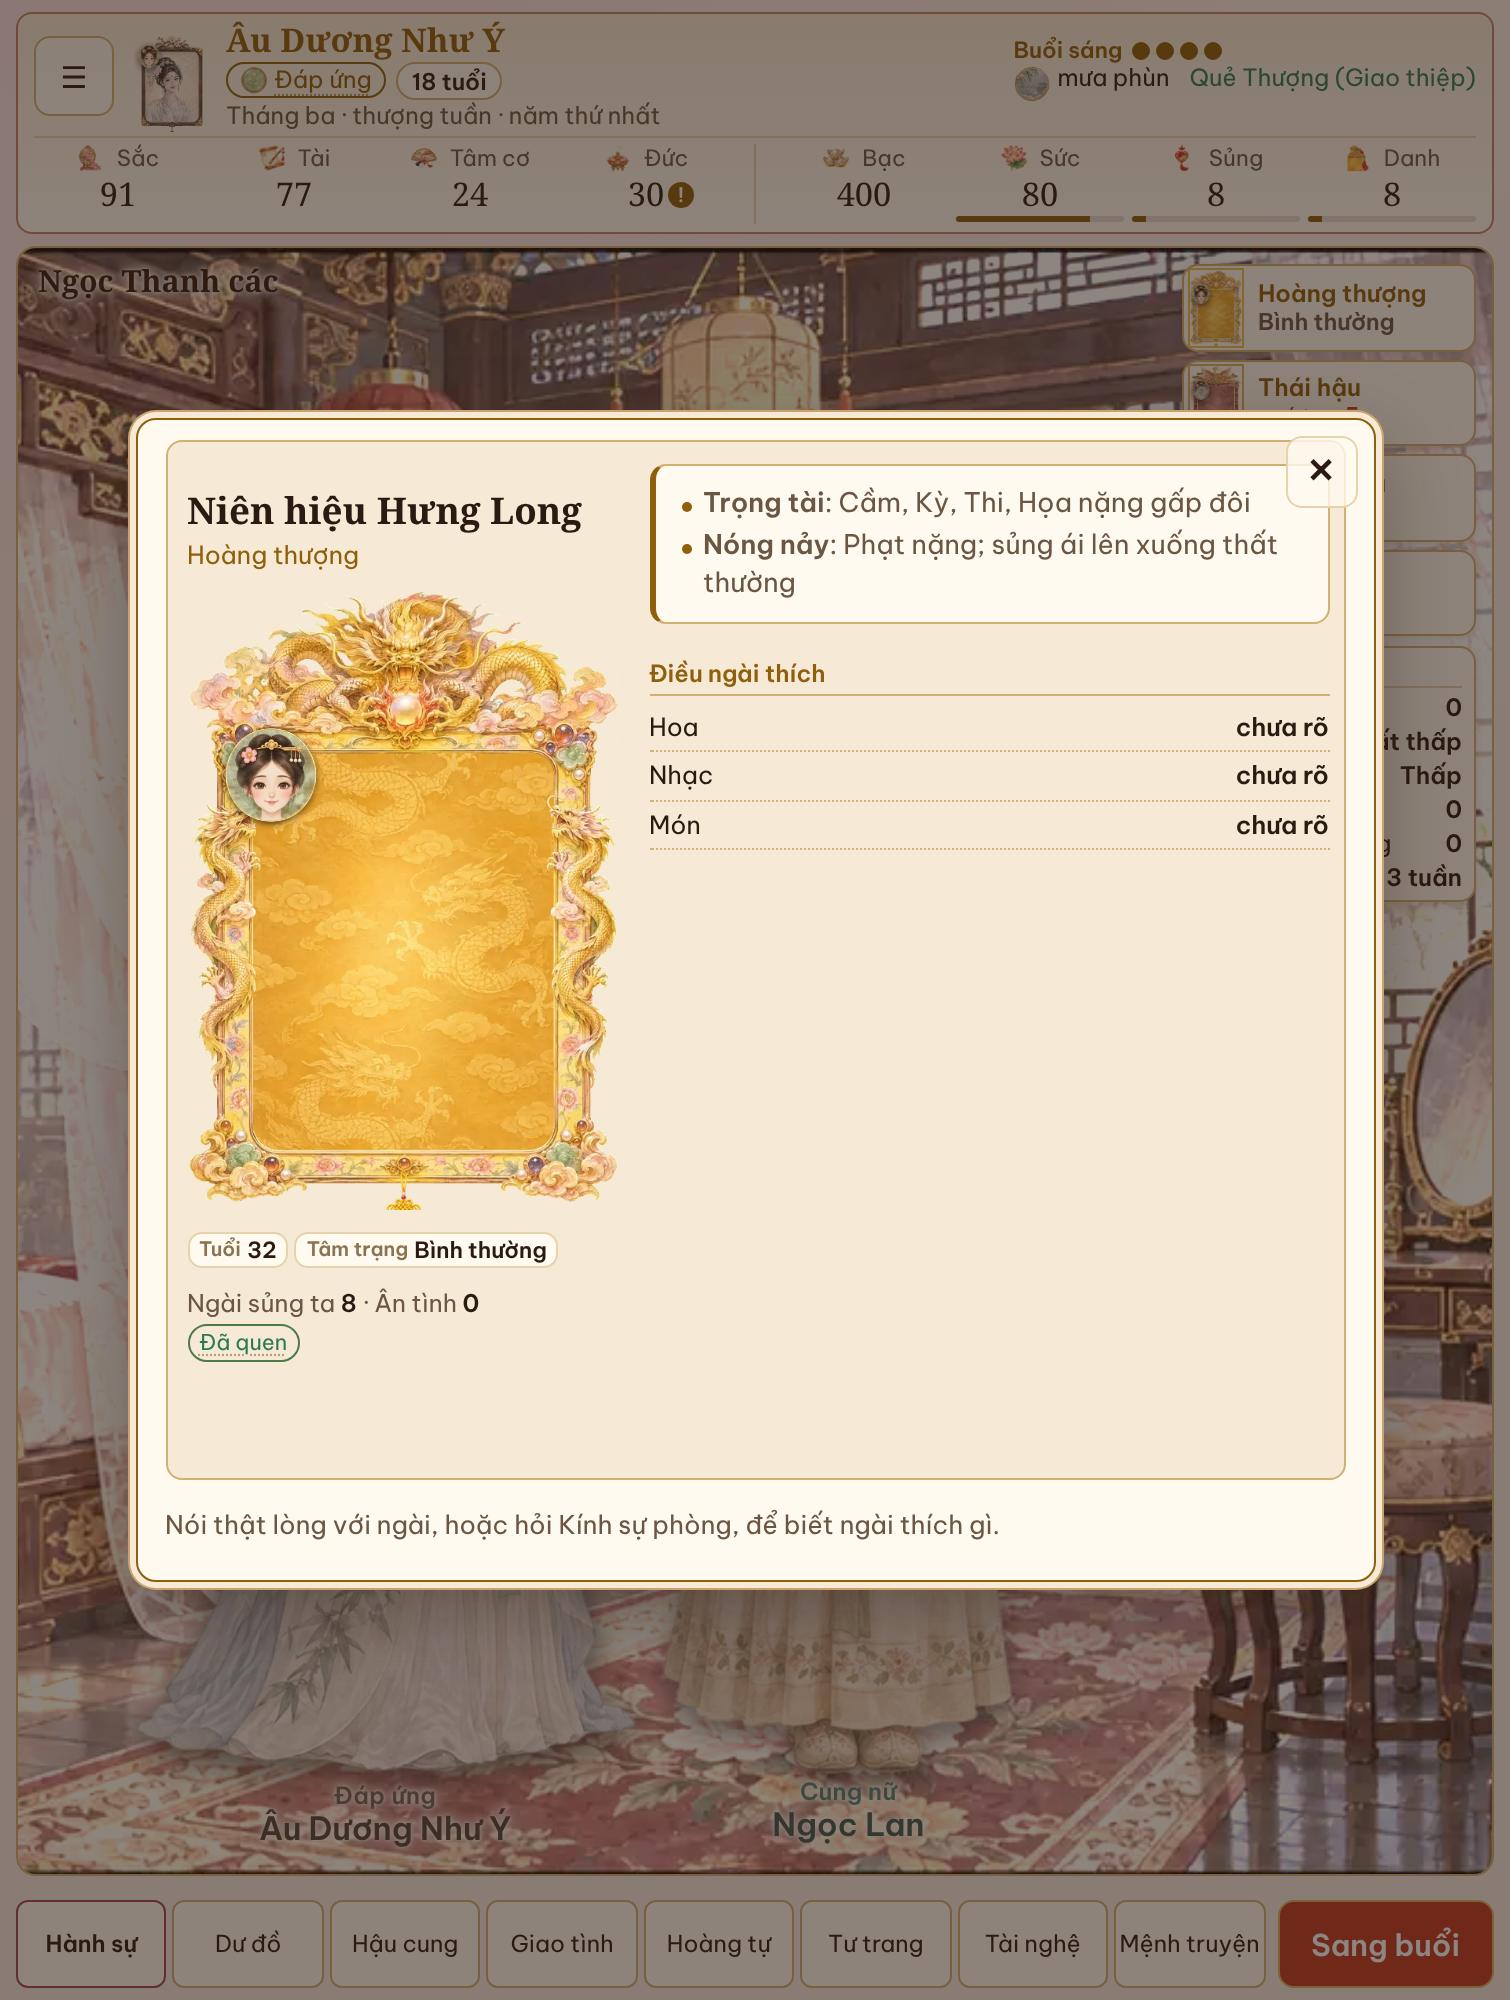 ☰
Âu Dương Như Ý
Đáp ứng 18 tuổi
Tháng ba · thượng tuần · năm thứ nhất
Buổi sáng
mưa phùn Quẻ Thượng (Giao thiệp)
Sắc Tài Tâm cơ Đức Bạc Sức Sủng Danh
91 77 24 30 ! 400 80 8 8
Ngọc Thanh các
Hoàng thượng
Bình thường
Thái hậu
✕
Niên hiệu Hưng Long
Hoàng thượng
• Trọng tài: Cầm, Kỳ, Thi, Họa nặng gấp đôi
• Nóng nảy: Phạt nặng; sủng ái lên xuống thất
thường
Điều ngài thích
Hoa chưa rõ
Nhạc chưa rõ
Món chưa rõ
Tuổi 32 Tâm trạng Bình thường
Ngài sủng ta 8 · Ân tình 0
Đã quen
Nói thật lòng với ngài, hoặc hỏi Kính sự phòng, để biết ngài thích gì.
0
thấp
Thấp
0
0
3 tuần
Đáp ứng
Âu Dương Như Ý
Cung nữ
Ngọc Lan
Hành sự Dư đồ Hậu cung Giao tình Hoàng tự Tư trang Tài nghệ Mệnh truyện Sang buổi